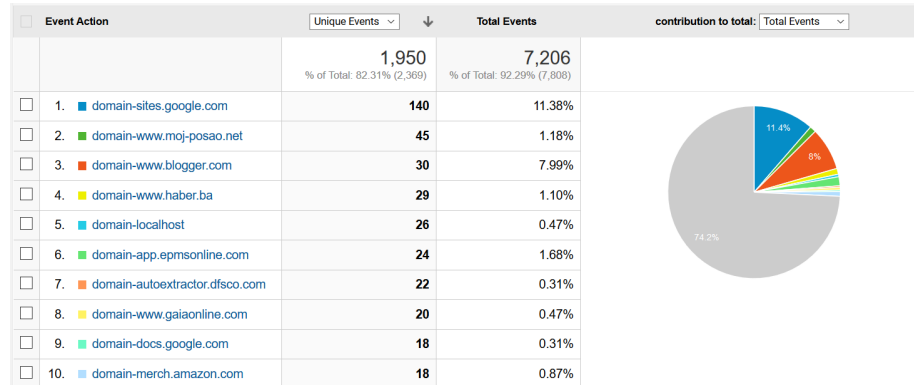 Event Action Unique Events Total Events contribution to total: Total Events
1,950 7,206
% of Total: 82.31% (2,369) % of Total: 92.29% (7,808)
1. domain-sites.google.com 140 11.38%
2. domain-www.moj-posao.net 45 1.18%
3. domain-www.blogger.com 30 7.99%
4. domain-www.haber.ba 29 1.10%
5. domain-localhost 26 0.47%
6. domain-app.epmsonline.com 24 1.68%
7. domain-autoextractor.dfsco.com 22 0.31%
8. domain-www.gaiaonline.com 20 0.47%
9. domain-docs.google.com 18 0.31%
10. domain-merch.amazon.com 18 0.87%
11.4%
8%
74.2%